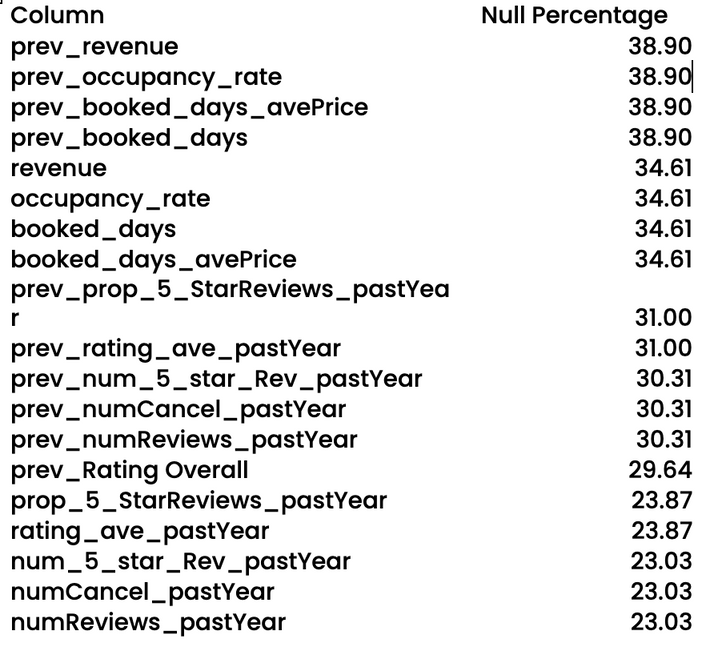 Column Null Percentage
prev_revenue 38.90
prev_occupancy_rate 38.90
prev_booked_days_avePrice 38.90
prev_booked_days 38.90
revenue 34.61
occupancy_rate 34.61
booked_days 34.61
booked_days_avePrice 34.61
prev_prop_5_StarReviews_pastYea
r 31.00
prev_rating_ave_pastYear 31.00
prev_num_5_star_Rev_pastYear 30.31
prev_numCancel_pastYear 30.31
prev_numReviews_pastYear 30.31
prev_Rating Overall 29.64
prop_5_StarReviews_pastYear 23.87
rating_ave_pastYear 23.87
num_5_star_Rev_pastYear 23.03
numCancel_pastYear 23.03
numReviews_pastYear 23.03